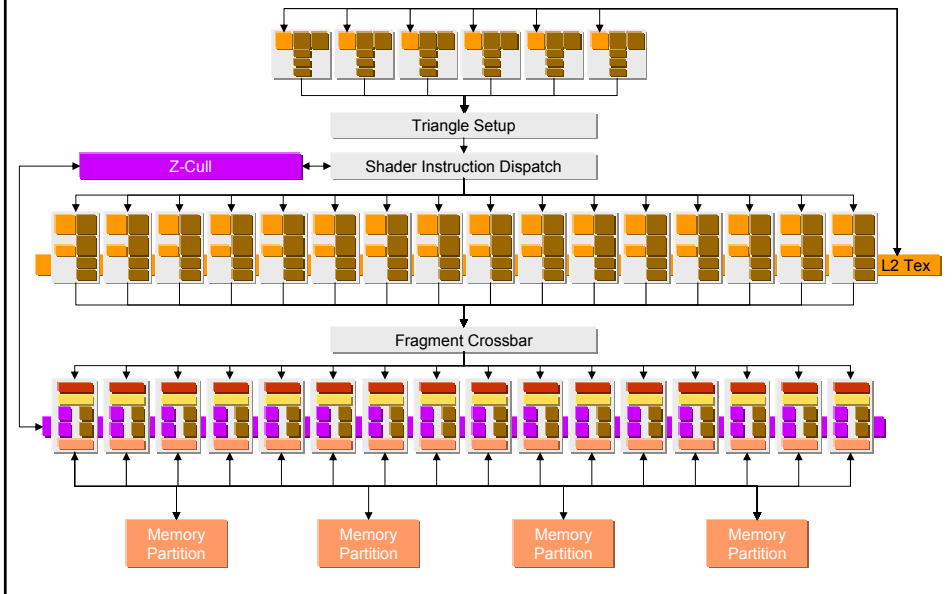 Triangle Setup
Z-Cull
Shader Instruction Dispatch
L2 Tex
Fragment Crossbar
Memory
Partition
Memory
Partition
Memory
Partition
Memory
Partition